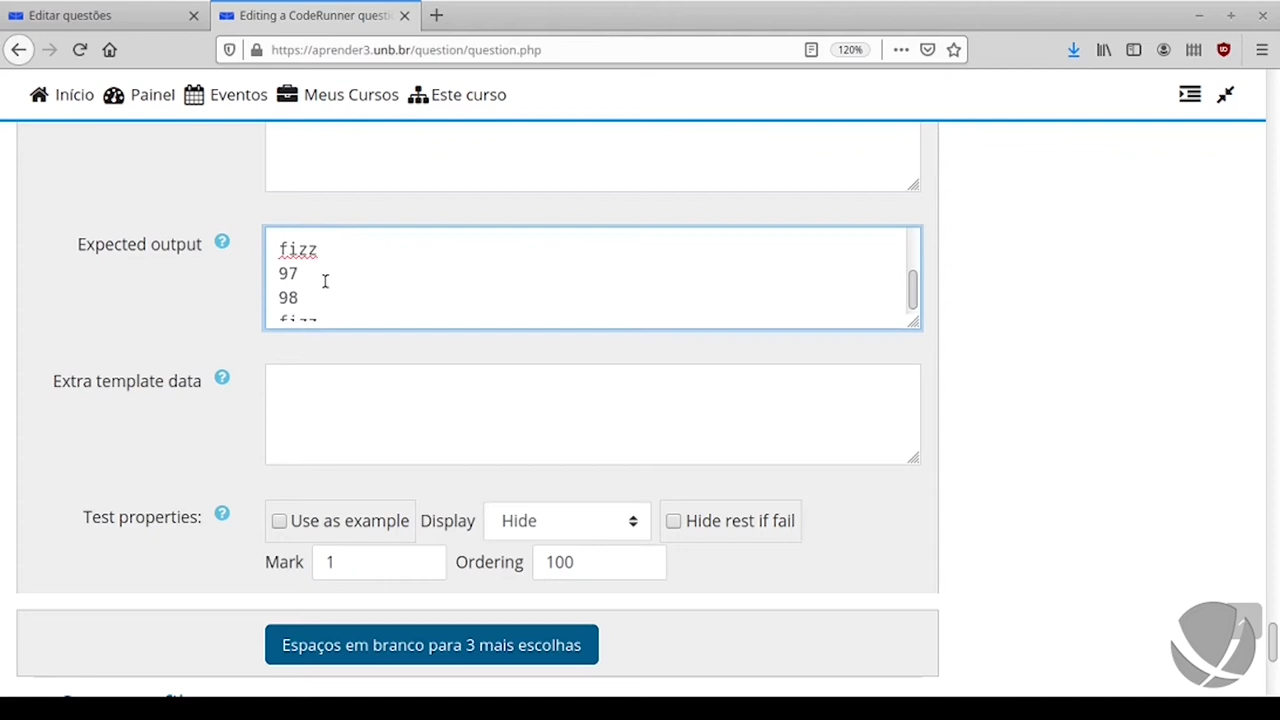 Editar questões
Editing a CodeRunner questi
https://aprender3.unb.br/question/question.php
120%
Início
Painel
Eventos
Meus Cursos
Este curso
Expected output
fizz
97
98
fizz
Extra template data
Test properties:
Use as example
Display
Hide
Hide rest if fail
Mark
1
Ordering
100
Espaços em branco para 3 mais escolhas